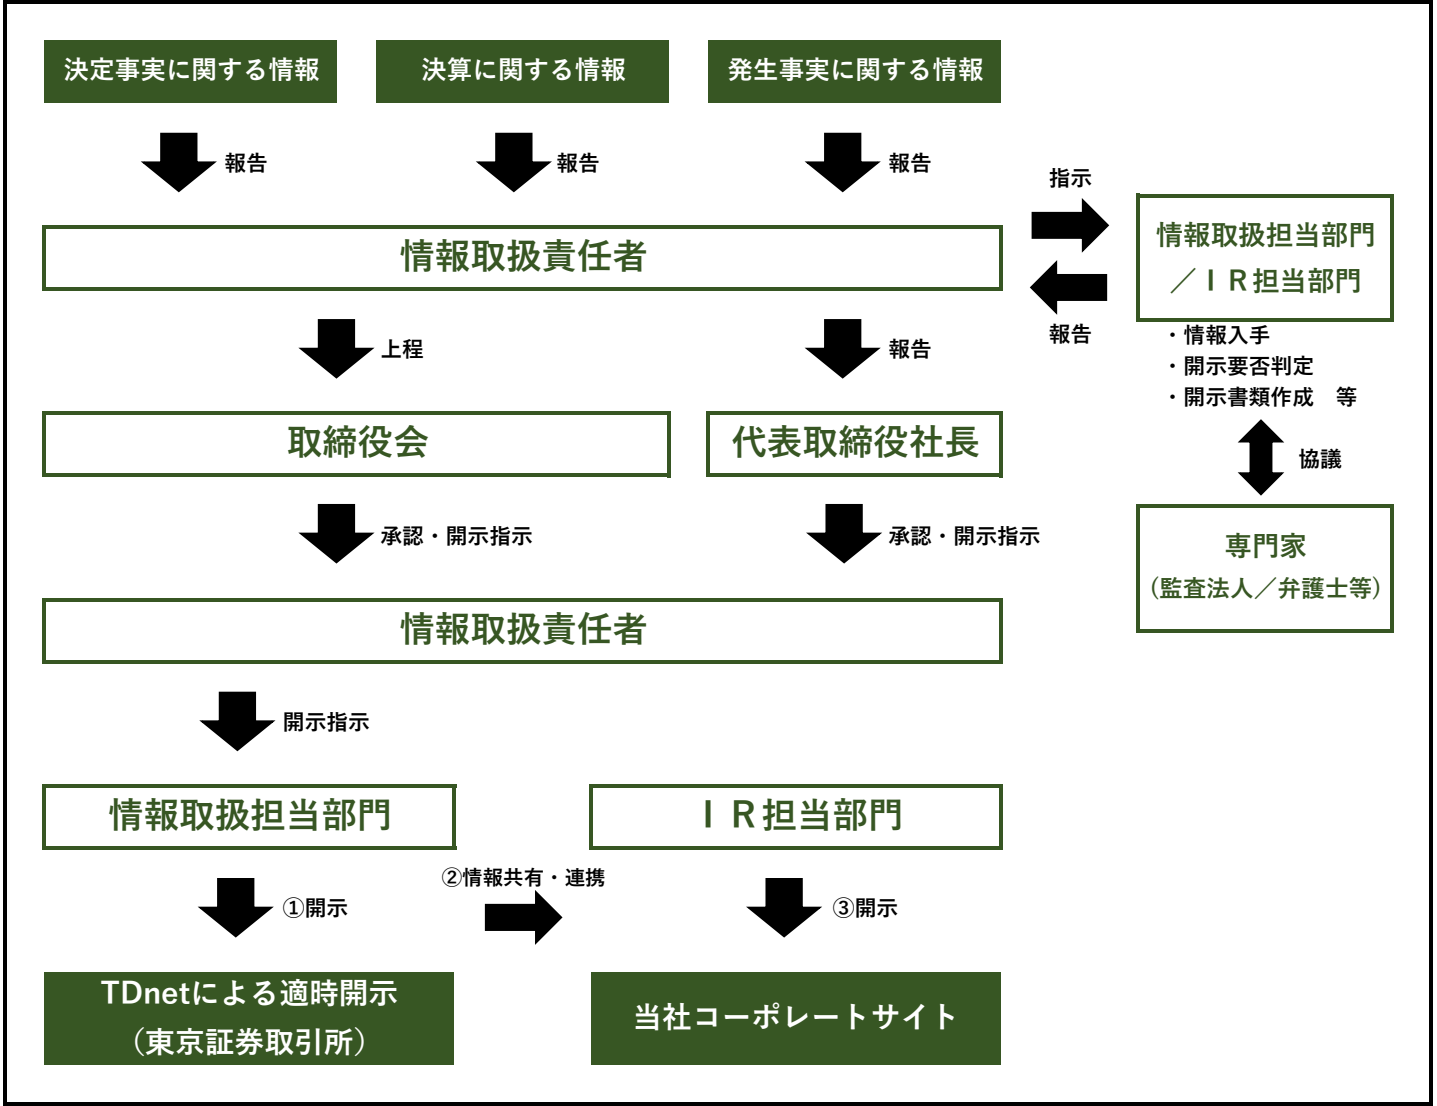 決定事実に関する情報
決算に関する情報
発生事実に関する情報
報告
報告
報告
指示
情報取扱責任者
情報取扱担当部門
／ＩＲ担当部門
報告
・情報入手
・開示要否判定
・開示書類作成　等
上程
報告
取締役会
代表取締役社長
協議
承認・開示指示
承認・開示指示
専門家
（監査法人／弁護士等）
情報取扱責任者
開示指示
情報取扱担当部門
ＩＲ担当部門
②情報共有・連携
①開示
③開示
TDnetによる適時開示
（東京証券取引所）
当社コーポレートサイト